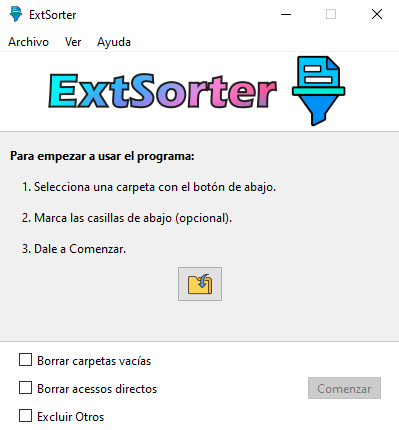 ExtSorter
Archivo Ver Ayuda
ExtSorter
Para empezar a usar el programa:
1. Selecciona una carpeta con el botón de abajo.
2. Marca las casillas de abajo (opcional).
3. Dale a Comenzar.
Borrar carpetas vacías
Borrar acessos directos
Comenzar
Excluir Otros